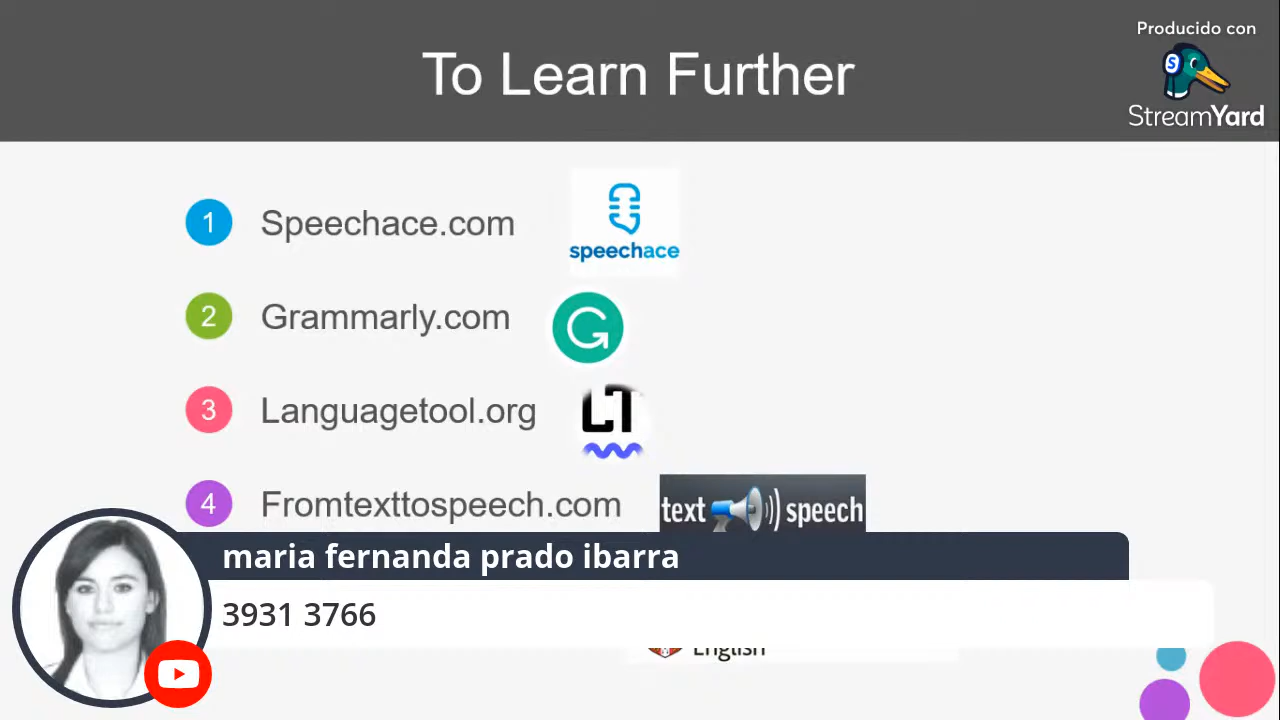 Producido con
StreamYard
To Learn Further
1 Speechace.com
speechace
2 Grammarly.com
G
3 Languagetool.org
LT
4 Fromtexttospeech.com
text speech
maria fernanda prado ibarra
3931 3766
English